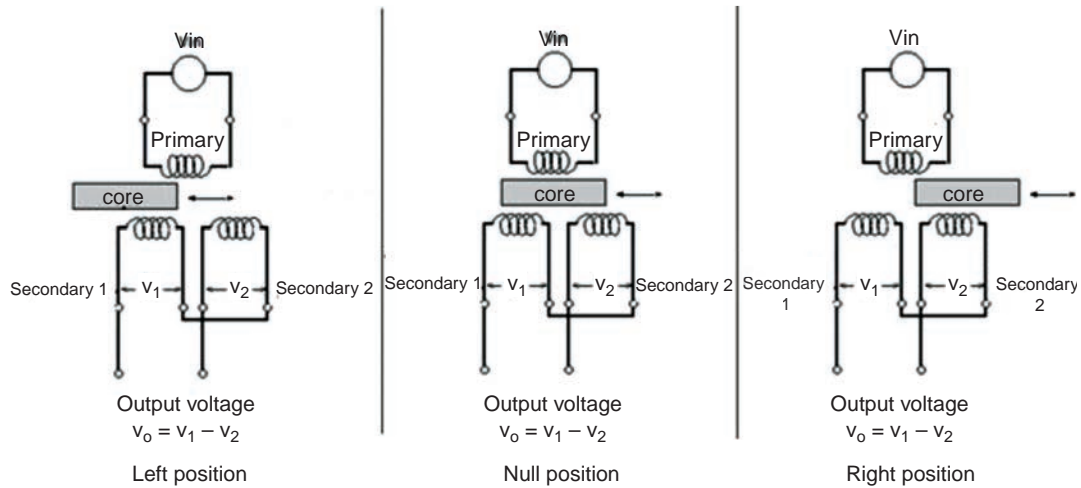 Vin
Primary
core
Secondary 1
v1
v2
Secondary 2
Output voltage
vo = v1 – v2
Left position
Vin
Primary
core
Secondary 1
v1
v2
Secondary 2
Output voltage
vo = v1 – v2
Null position
Vin
Primary
core
Secondary
1
v1
v2
Secondary
2
Output voltage
vo = v1 – v2
Right position